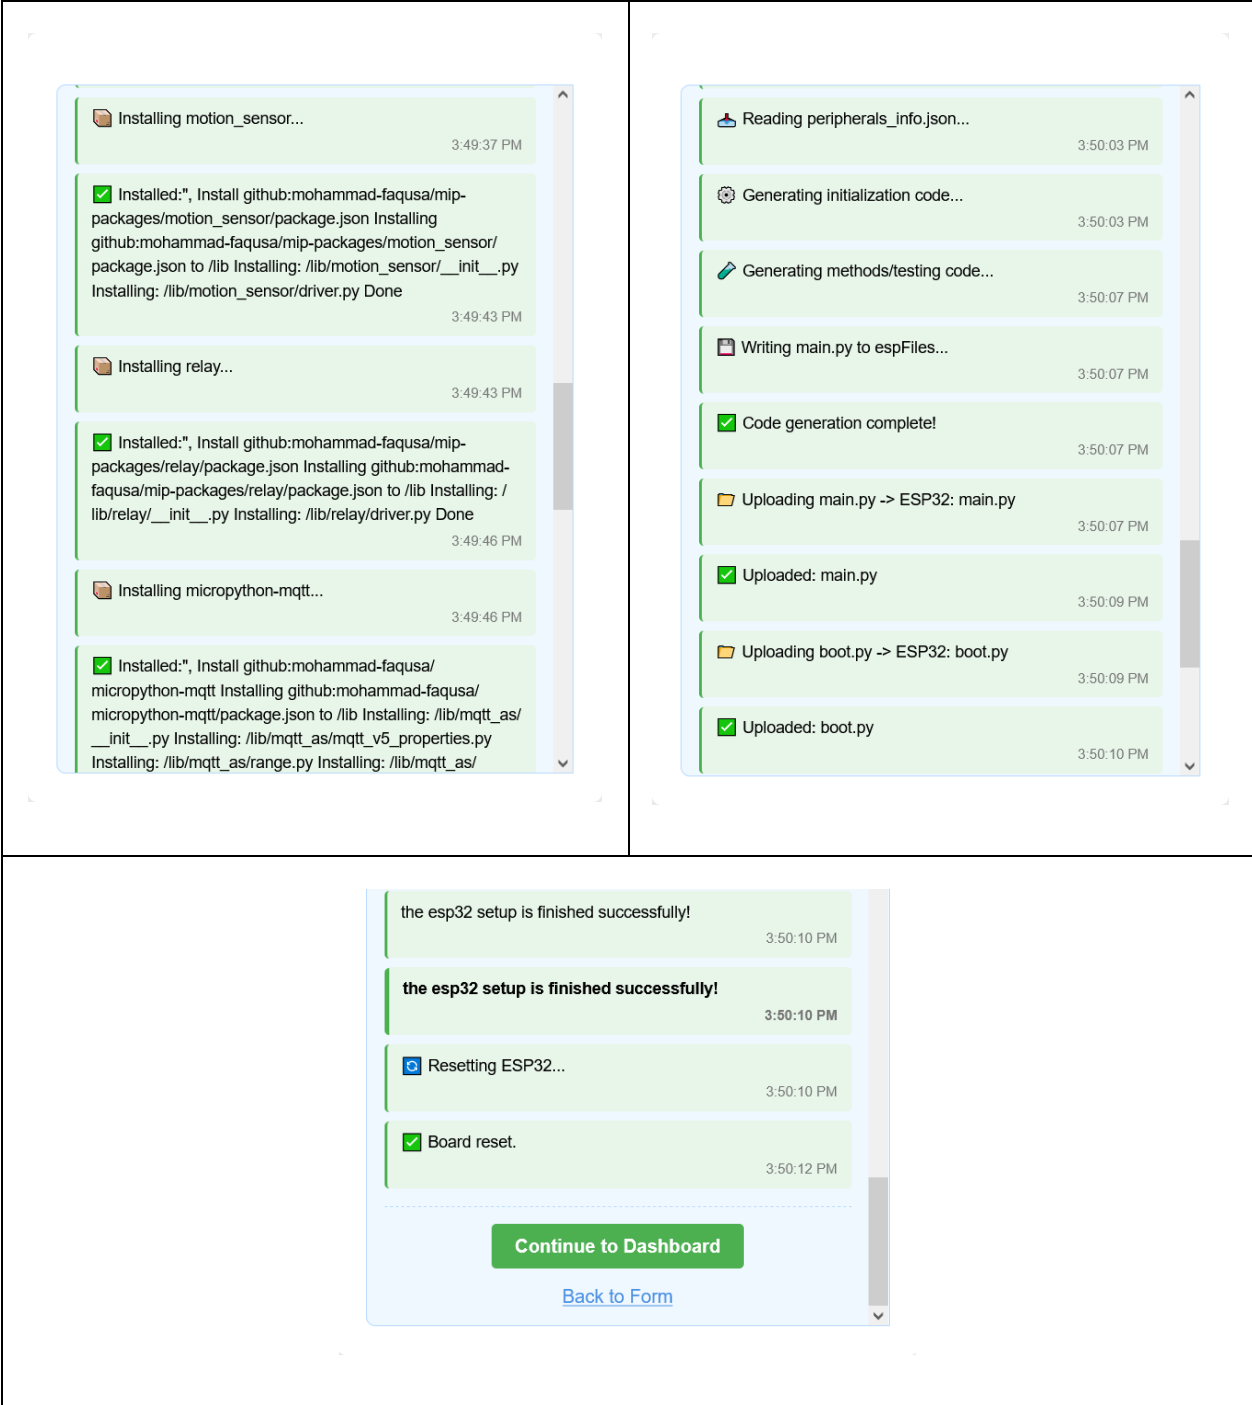 📦 Installing motion_sensor...
3:49:37 PM
✅ Installed:", Install github:mohammad-faqusa/mip-
packages/motion_sensor/package.json Installing
github:mohammad-faqusa/mip-packages/motion_sensor/
package.json to /lib Installing: /lib/motion_sensor/__init__.py
Installing: /lib/motion_sensor/driver.py Done
3:49:43 PM
📦 Installing relay...
3:49:43 PM
✅ Installed:", Install github:mohammad-faqusa/mip-
packages/relay/package.json Installing github:mohammad-
faqusa/mip-packages/relay/package.json to /lib Installing: /
lib/relay/__init__.py Installing: /lib/relay/driver.py Done
3:49:46 PM
📦 Installing micropython-mqtt...
3:49:46 PM
✅ Installed:", Install github:mohammad-faqusa/
micropython-mqtt Installing github:mohammad-faqusa/
micropython-mqtt/package.json to /lib Installing: /lib/mqtt_as/
__init__.py Installing: /lib/mqtt_as/mqtt_v5_properties.py
Installing: /lib/mqtt_as/range.py Installing: /lib/mqtt_as/
📥 Reading peripherals_info.json...
3:50:03 PM
⚙️ Generating initialization code...
3:50:03 PM
🧪 Generating methods/testing code...
3:50:07 PM
💾 Writing main.py to espFiles...
3:50:07 PM
✅ Code generation complete!
3:50:07 PM
📁 Uploading main.py -> ESP32: main.py
3:50:07 PM
✅ Uploaded: main.py
3:50:09 PM
📁 Uploading boot.py -> ESP32: boot.py
3:50:09 PM
✅ Uploaded: boot.py
3:50:10 PM
the esp32 setup is finished successfully!
3:50:10 PM
the esp32 setup is finished successfully!
3:50:10 PM
🔄 Resetting ESP32...
3:50:10 PM
✅ Board reset.
3:50:12 PM
Continue to Dashboard
Back to Form